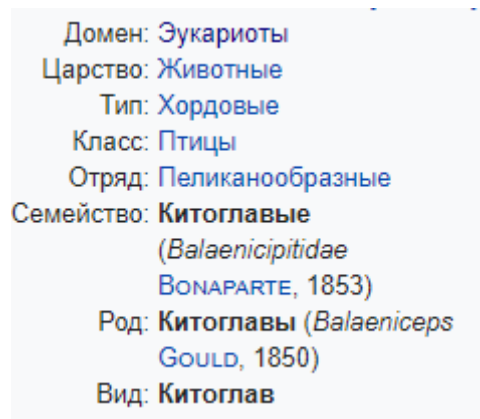 Домен: Эукариоты
Царство: Животные
Тип: Хордовые
Класс: Птицы
Отряд: Пеликанообразные
Семейство: Китоглавые
(Balaenicipitidae
BONAPARTE, 1853)
Род: Китоглавы (Balaeniceps
GOULD, 1850)
Вид: Китоглав